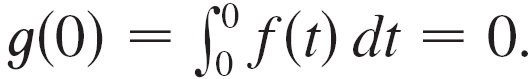 g(0) = ∫₀⁰ f(t) dt = 0.